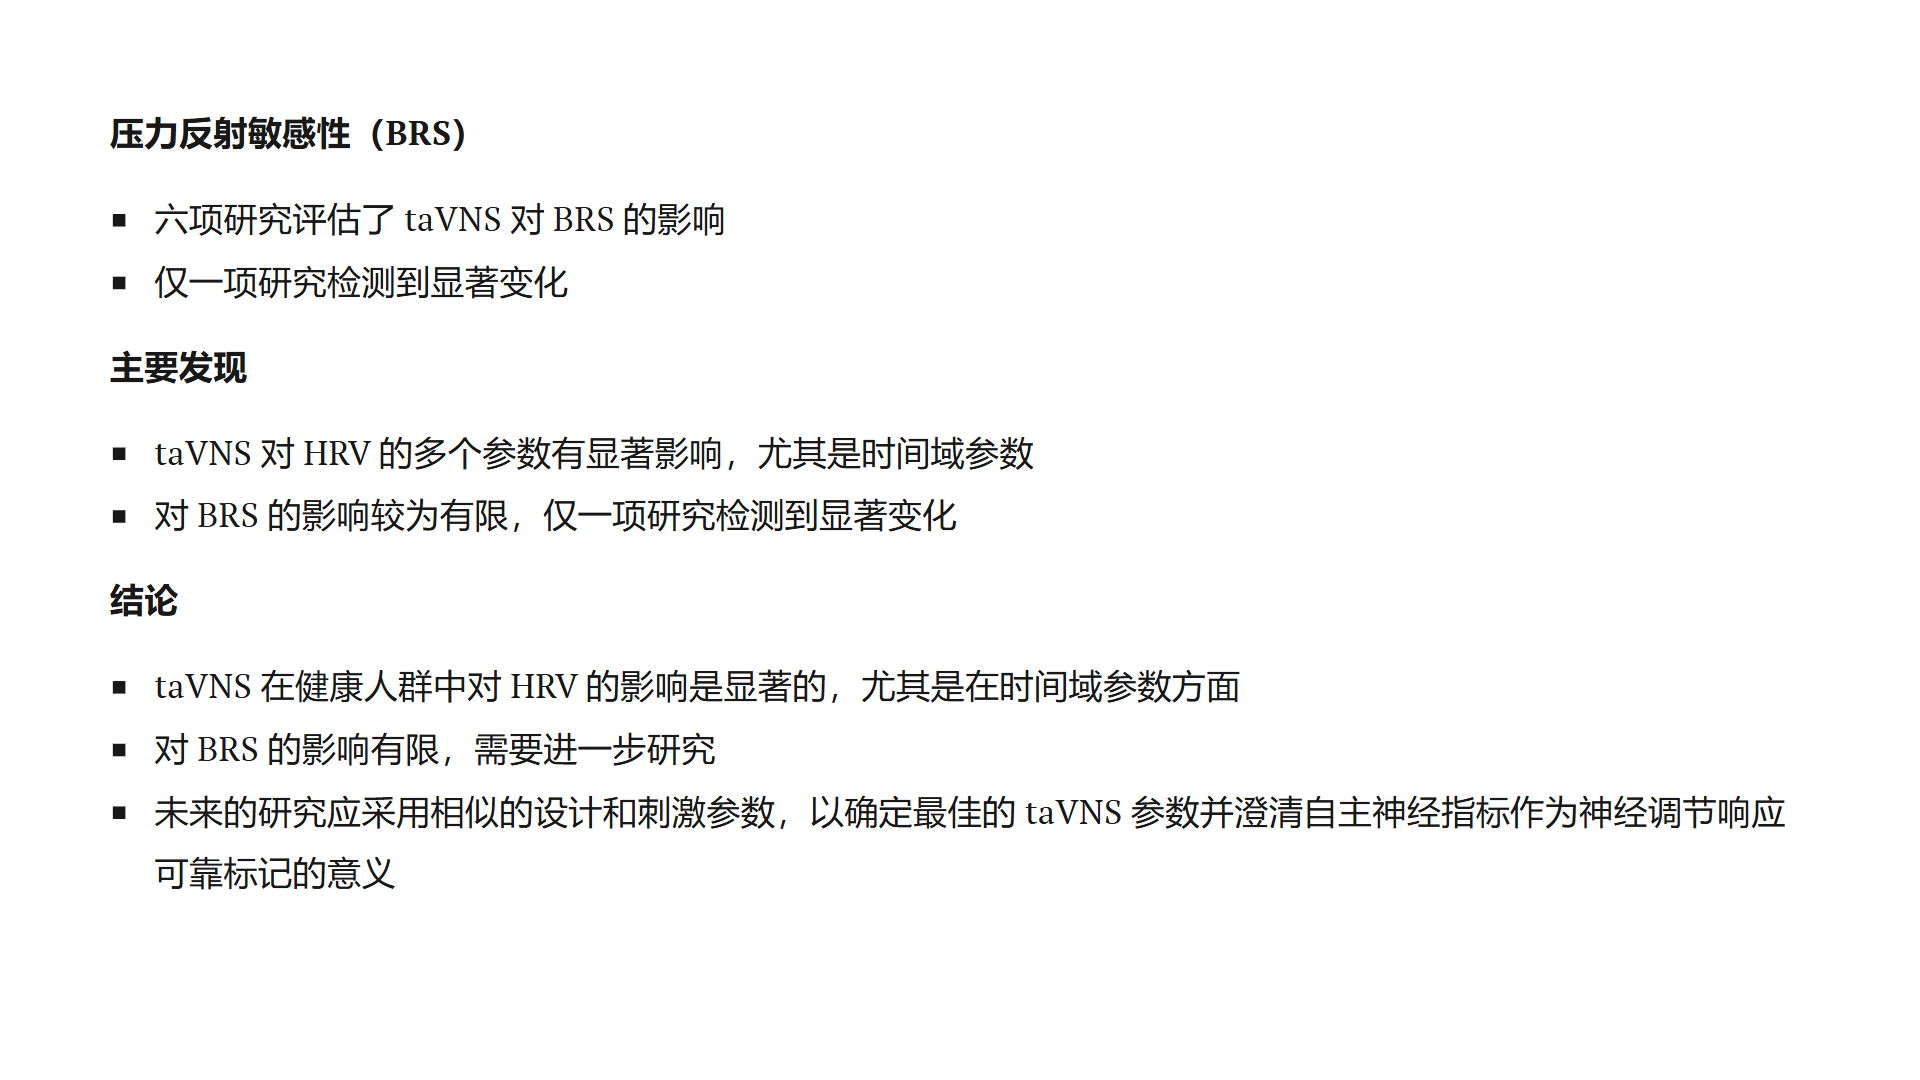 压力反射敏感性（BRS）
▪ 六项研究评估了 taVNS 对 BRS 的影响
▪ 仅一项研究检测到显著变化
主要发现
▪ taVNS 对 HRV 的多个参数有显著影响，尤其是时间域参数
▪ 对 BRS 的影响较为有限，仅一项研究检测到显著变化
结论
▪ taVNS 在健康人群中对 HRV 的影响是显著的，尤其是在时间域参数方面
▪ 对 BRS 的影响有限，需要进一步研究
▪ 未来的研究应采用相似的设计和刺激参数，以确定最佳的 taVNS 参数并澄清自主神经指标作为神经调节响应
可靠标记的意义